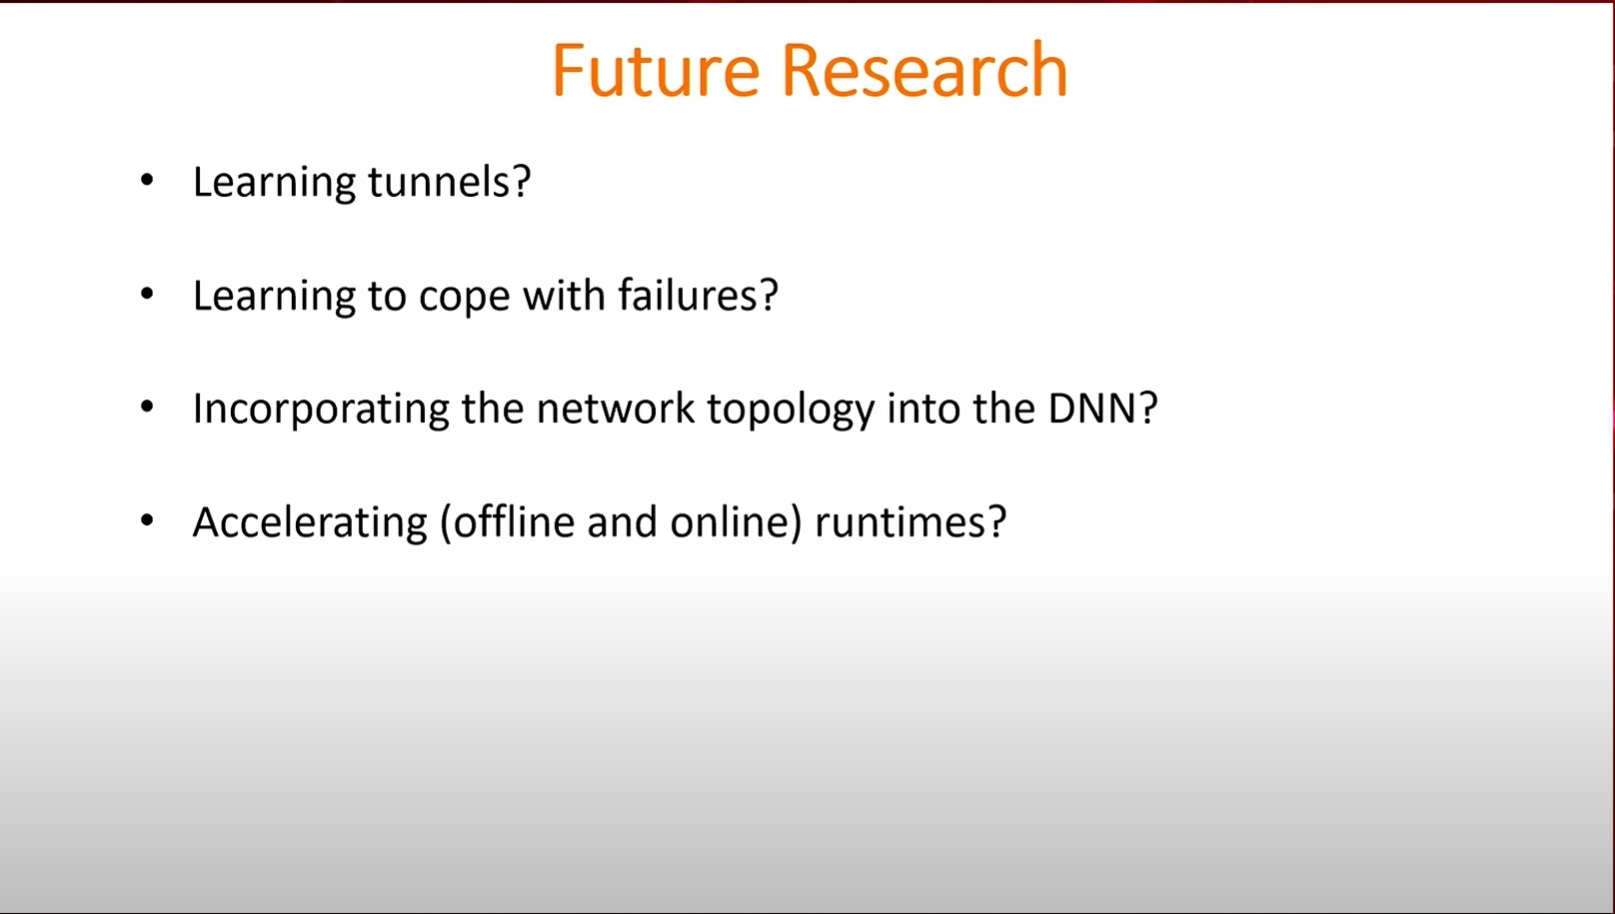 Future Research
• Learning tunnels?
• Learning to cope with failures?
• Incorporating the network topology into the DNN?
• Accelerating (offline and online) runtimes?